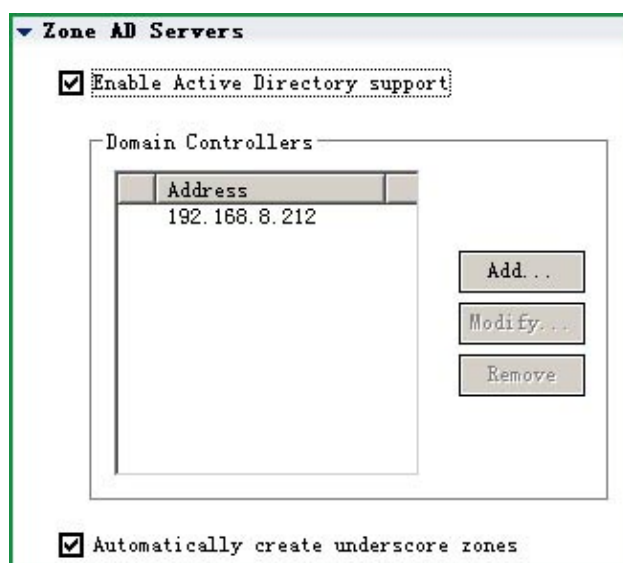 Zone AD Servers
Enable Active Directory support
Domain Controllers
Address
192.168.8.212
Add...
Modify...
Remove
Automatically create underscore zones